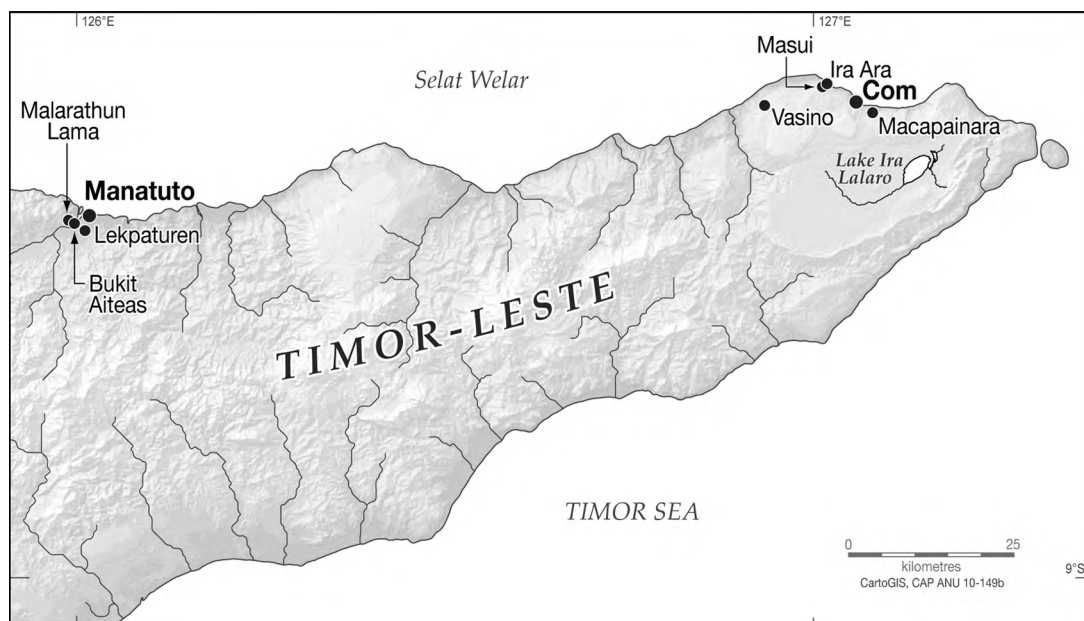 126°E
127°E
Masui
Ira Ara
Selat Welar
Com
Malarathun
Lama
Vasino
Macapainara
Lake Ira
Lalaro
Manatuto
Lekpaturen
Bukit
Aiteas
TIMOR-LESTE
TIMOR SEA
0
25
kilometres
9°S
CartoGIS, CAP ANU 10-149b